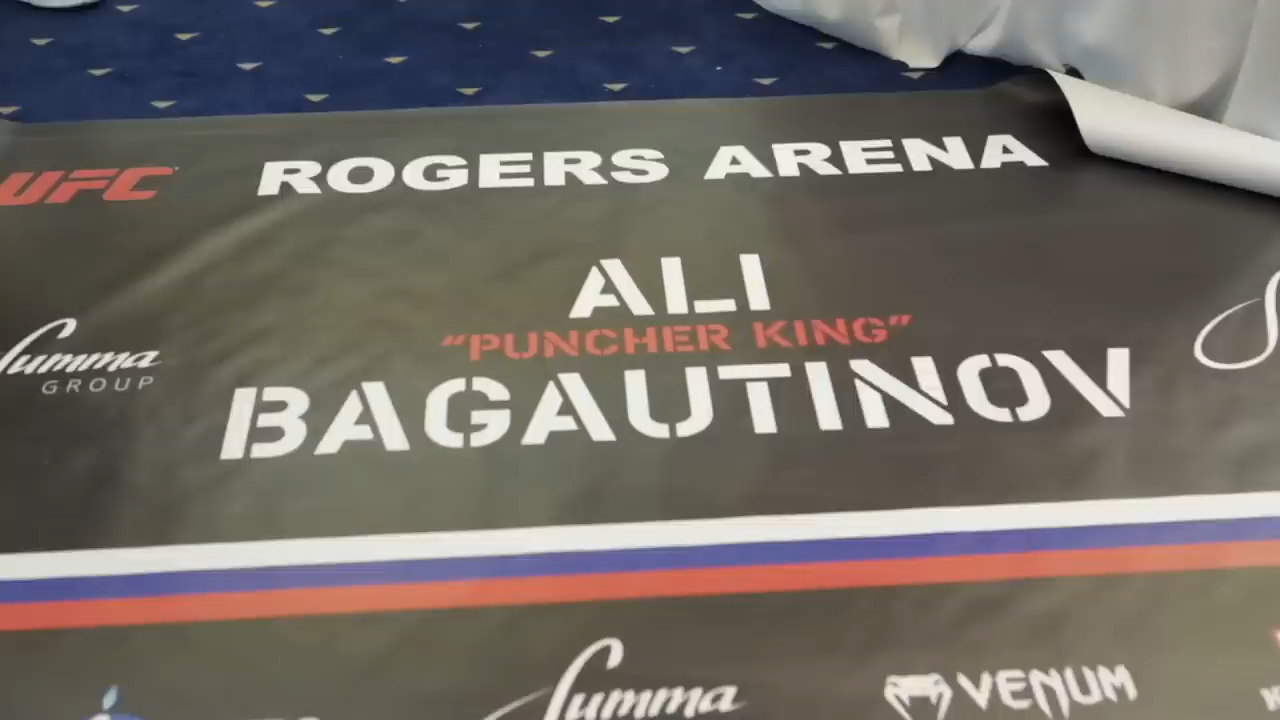 ROGERS ARENA
UFC
ALI
"PUNCHER KING"
BAGAUTINOV
Summa
GROUP
Summa
VENUM